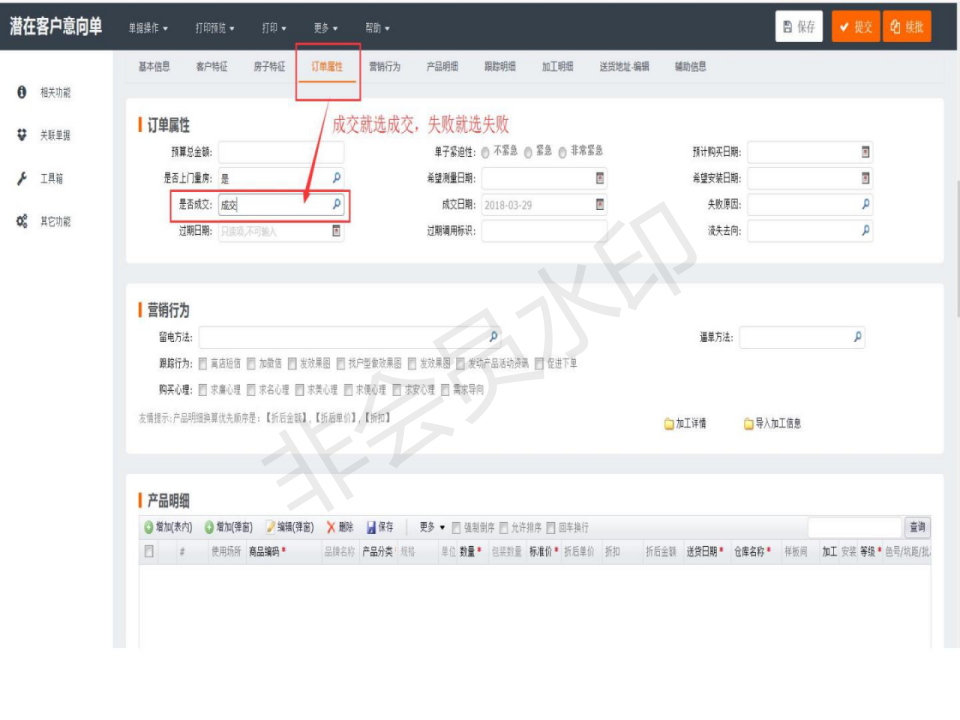 潜在客户意向单 单据操作 打印预览 打印 更多 帮助 保存 提交 续批
基本信息 客户特征 房子特征 订单属性 营销行为 产品明细 跟踪明细 加工明细 送货地址-编辑 辅助信息
相关功能
关联单据
工具箱
其它功能
订单属性
成交就选成交，失败就选失败
预算总金额: 单子紧迫性: 不紧急 紧急 非常紧急 预计购买日期:
是否上门量房: 是 希望测量日期: 希望安装日期:
是否成交: 成交 成交日期: 2018-03-29 失败原因:
过期日期: 只读项,不可输入 过期调用标识: 流失去向:
营销行为
留电方法: 逼单方法:
跟踪行为: 离店短信 加微信 发效果图 找户型做效果图 发效果图 发动产品活动资讯 促进下单
购买心理: 求廉心理 求名心理 求美心理 求便心理 求安心理 需求导向
友情提示:产品明细换算优先顺序是:【折后金额】,【折后单价】,【折扣】
加工详情 导入加工信息
产品明细
增加(表内) 增加(弹窗) 编辑(弹窗) 删除 保存 更多 强制倒序 允许排序 回车换行 查询
# 使用场所 商品编码* 品牌名称 产品分类 规格 单位 数量* 包装数量 标准价* 折后单价 折扣 折后金额 送货日期* 仓库名称* 样板间 加工 安装 等级* 色号/坑距/批
非会员水印